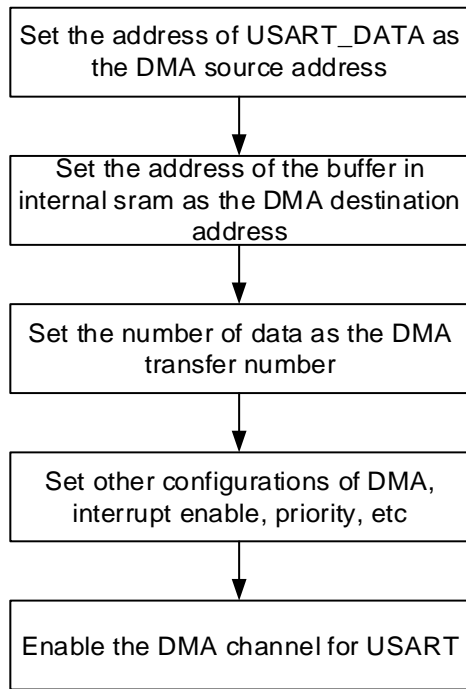 Set the address of USART_DATA as
the DMA source address
Set the address of the buffer in
internal sram as the DMA destination
address
Set the number of data as the DMA
transfer number
Set other configurations of DMA,
interrupt enable, priority, etc
Enable the DMA channel for USART